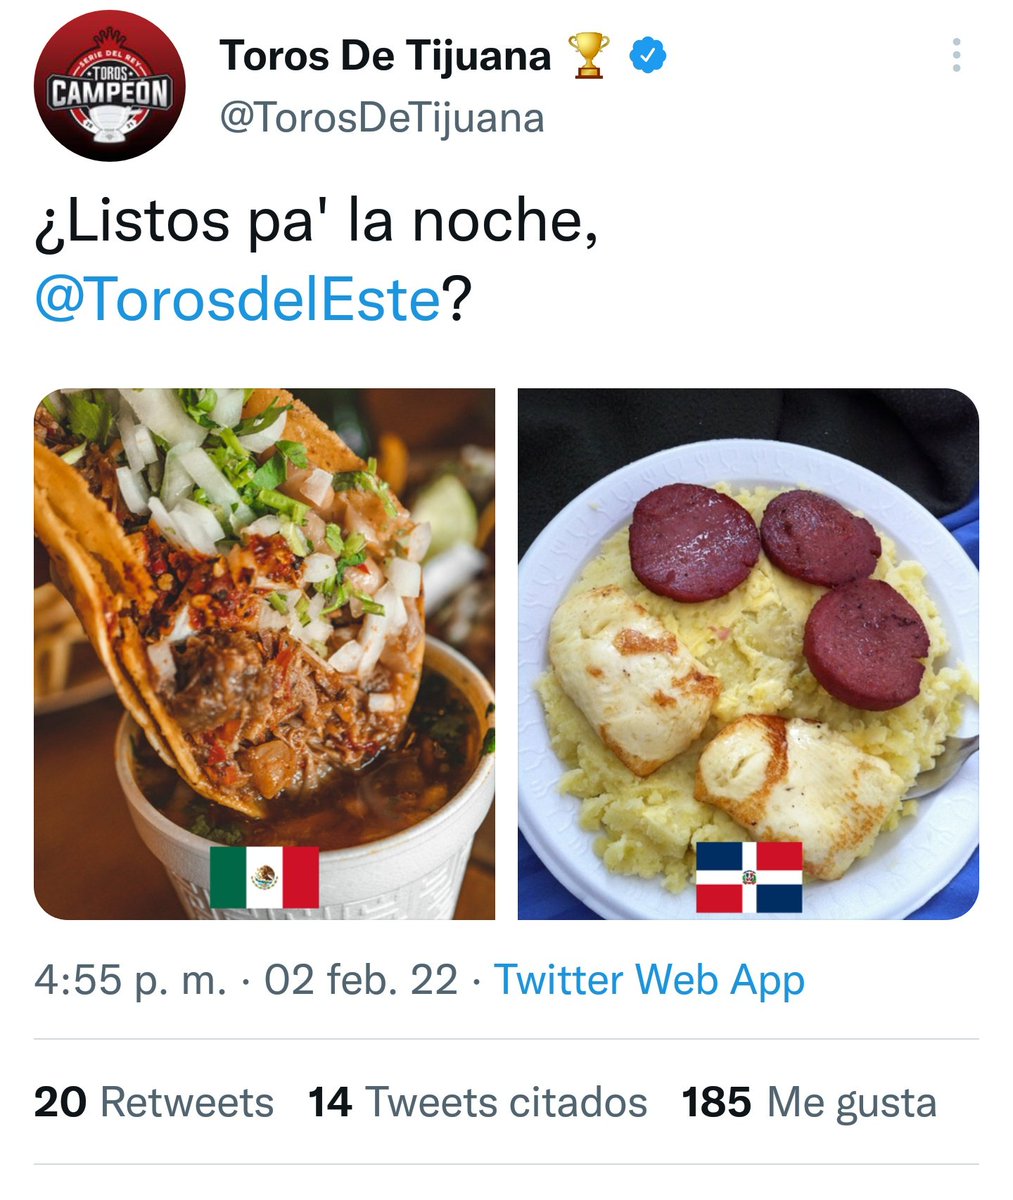 SERIE DEL REY
TOROS
CAMPEÓN
Toros De Tijuana 🏆
@TorosDeTijuana
¿Listos pa' la noche,
@TorosdelEste?
4:55 p. m. · 02 feb. 22 · Twitter Web App
20 Retweets 14 Tweets citados 185 Me gusta